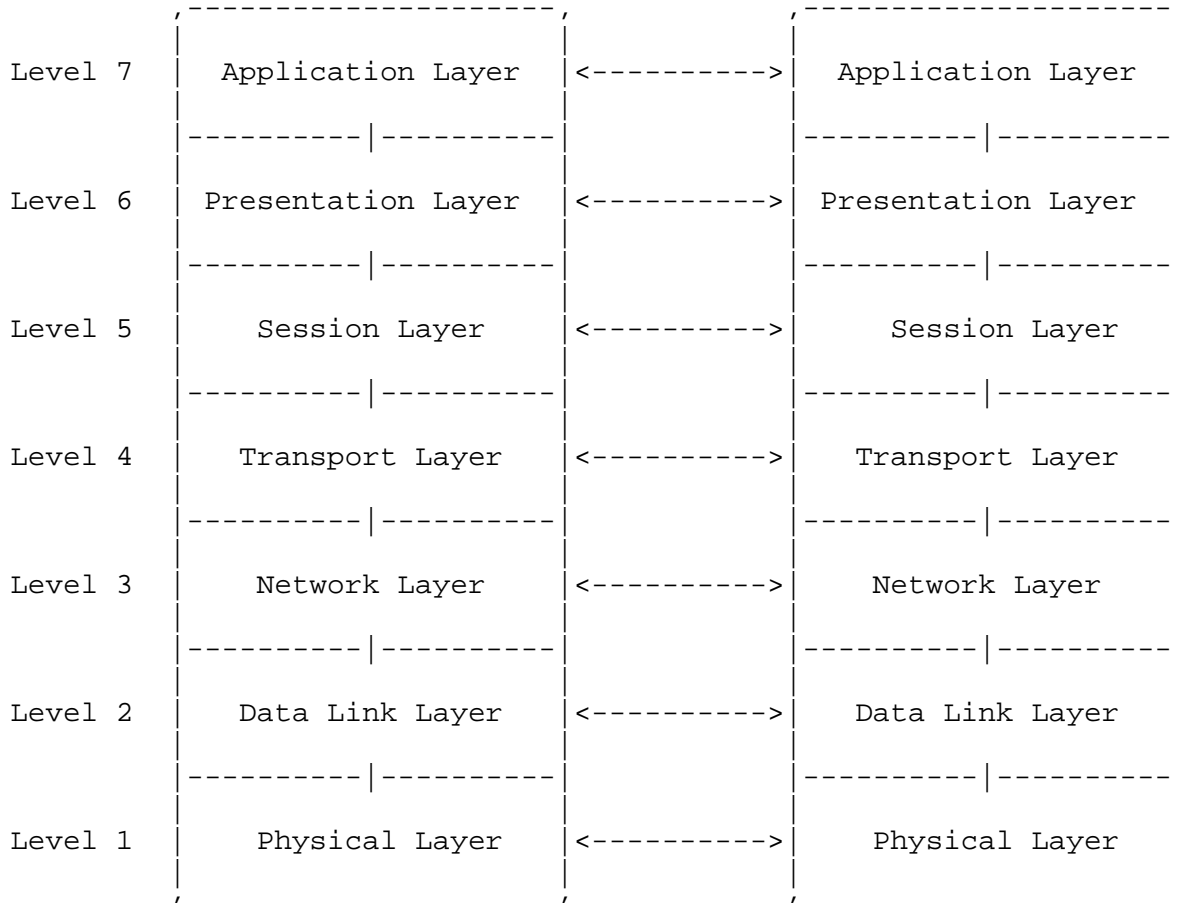 Level 7 Application Layer <----------> Application Layer
Level 6 Presentation Layer <----------> Presentation Layer
Level 5 Session Layer <----------> Session Layer
Level 4 Transport Layer <----------> Transport Layer
Level 3 Network Layer <----------> Network Layer
Level 2 Data Link Layer <----------> Data Link Layer
Level 1 Physical Layer <----------> Physical Layer